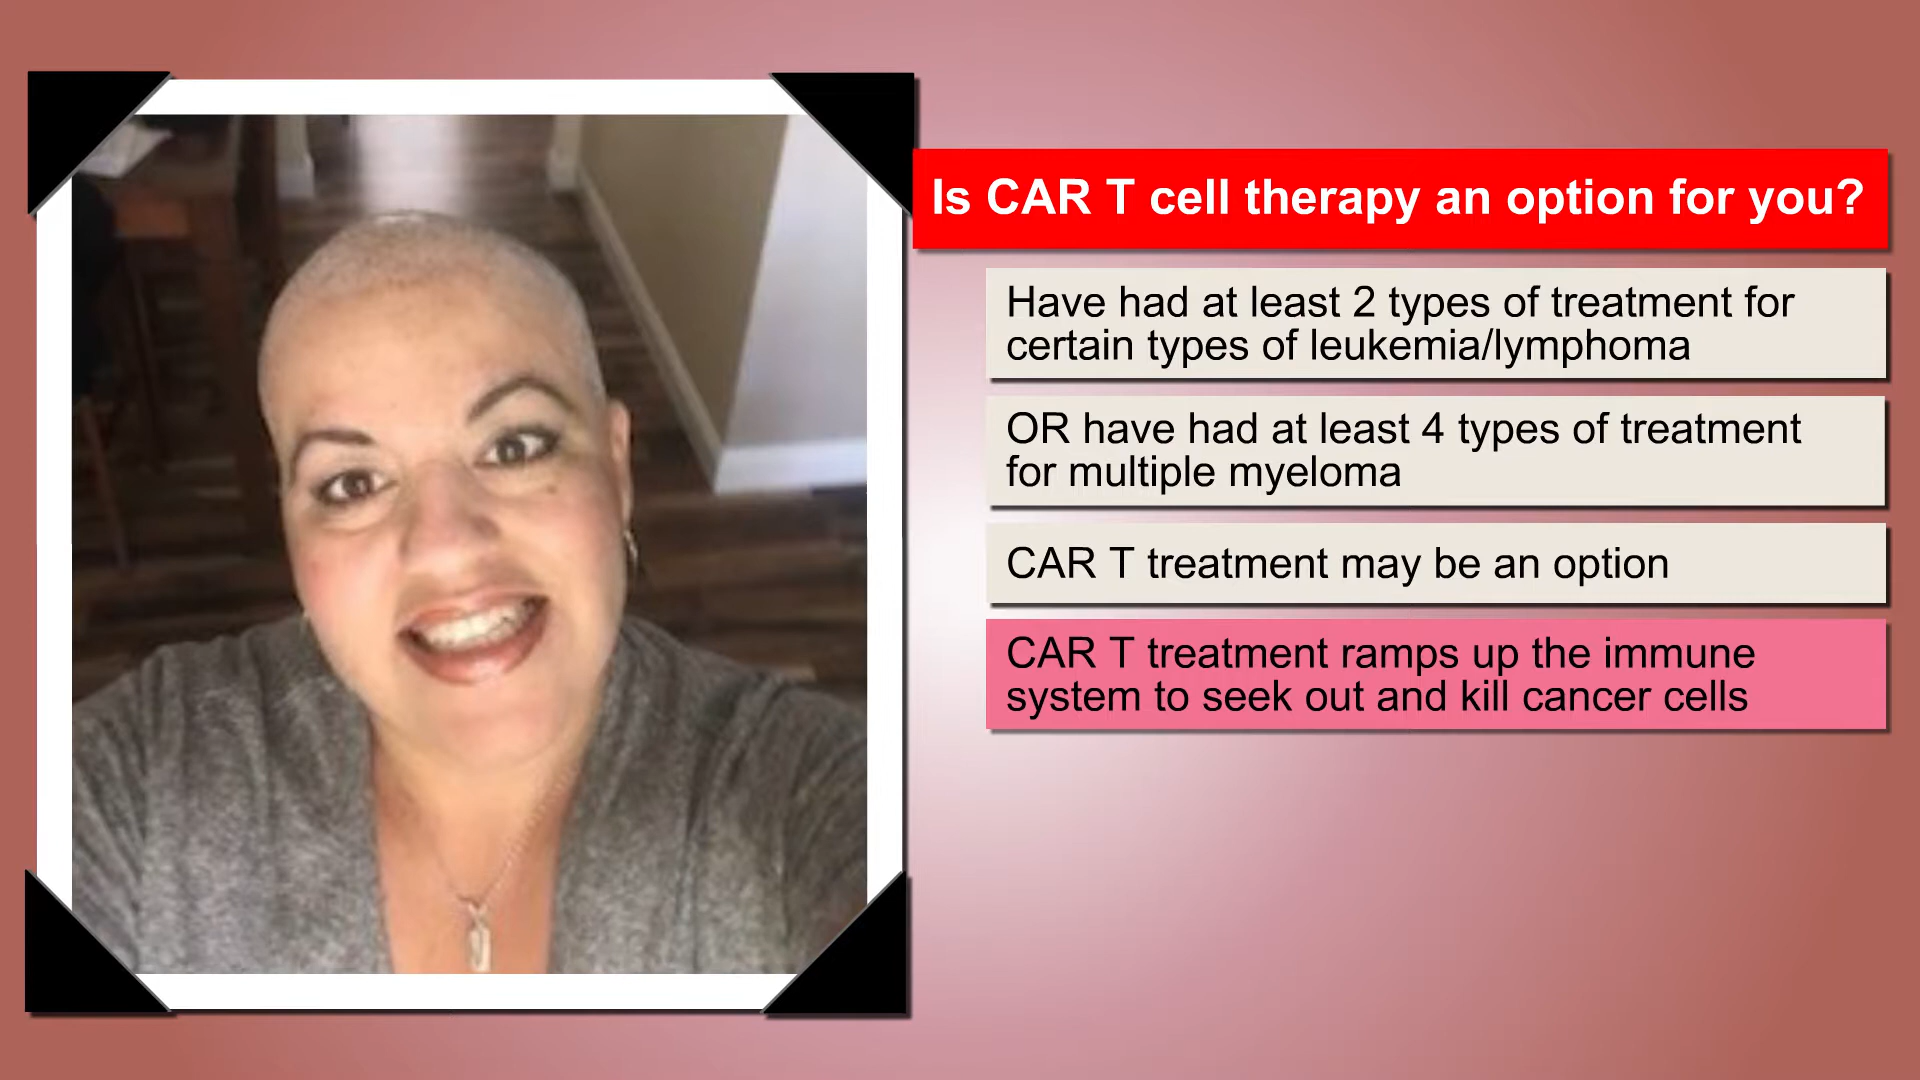 Is CAR T cell therapy an option for you?
Have had at least 2 types of treatment for
certain types of leukemia/lymphoma
OR have had at least 4 types of treatment
for multiple myeloma
CAR T treatment may be an option
CAR T treatment ramps up the immune
system to seek out and kill cancer cells